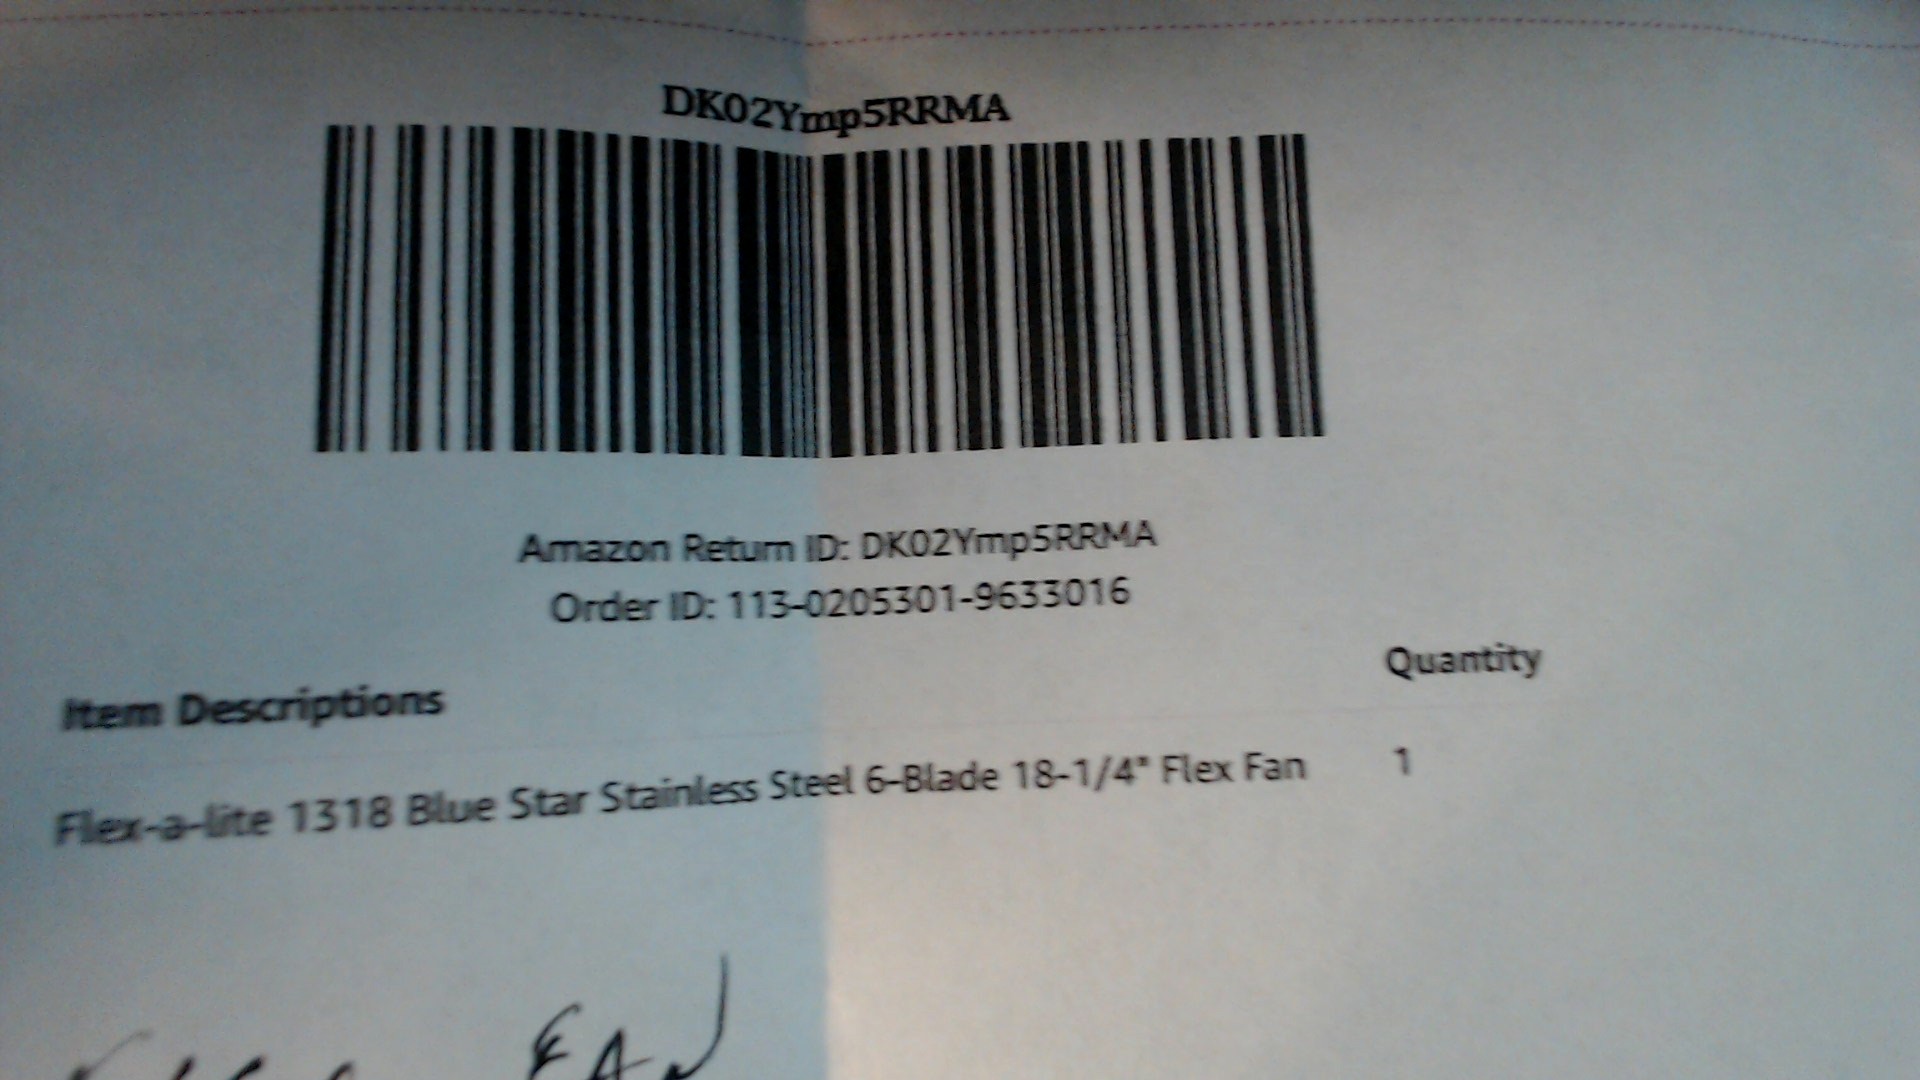 DK02Ymp5RRMA
Amazon Return ID: DK02Ymp5RRMA
Order ID: 113-0205301-9633016
Item Descriptions Quantity
Flex-a-lite 1318 Blue Star Stainless Steel 6-Blade 18-1/4" Flex Fan 1
FAN